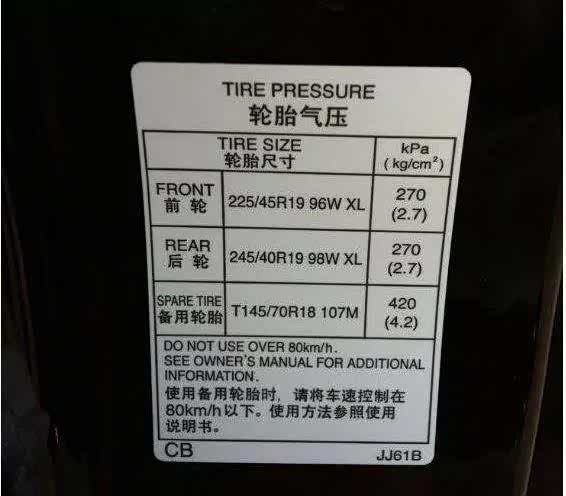 TIRE PRESSURE
轮胎气压
TIRE SIZE
轮胎尺寸
kPa
(kg/cm²)
FRONT
前轮
225/45R19 96W XL
270
(2.7)
REAR
后轮
245/40R19 98W XL
270
(2.7)
SPARE TIRE
备用轮胎
T145/70R18 107M
420
(4.2)
DO NOT USE OVER 80km/h.
SEE OWNER'S MANUAL FOR ADDITIONAL
INFORMATION.
使用备用轮胎时，请将车速控制在
80km/h以下。使用方法参照使用
说明书。
CB
JJ61B